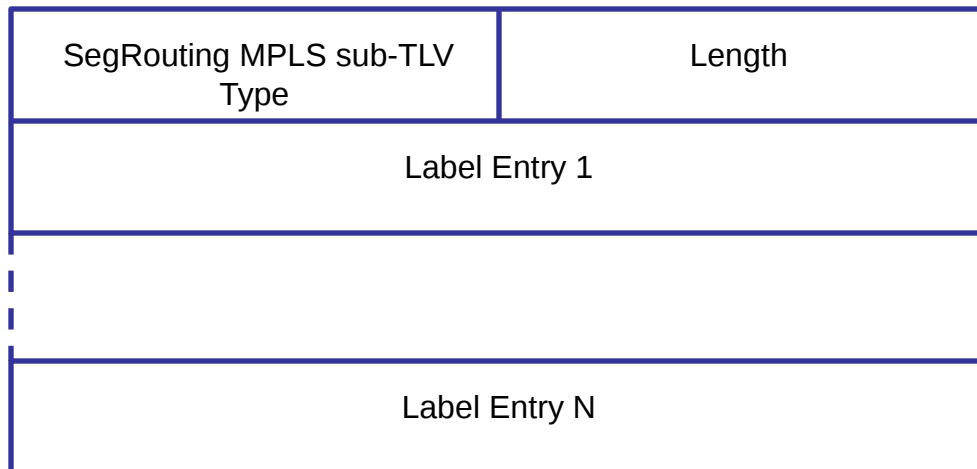 SegRouting MPLS sub-TLV
Type
Length
Label Entry 1
Label Entry N